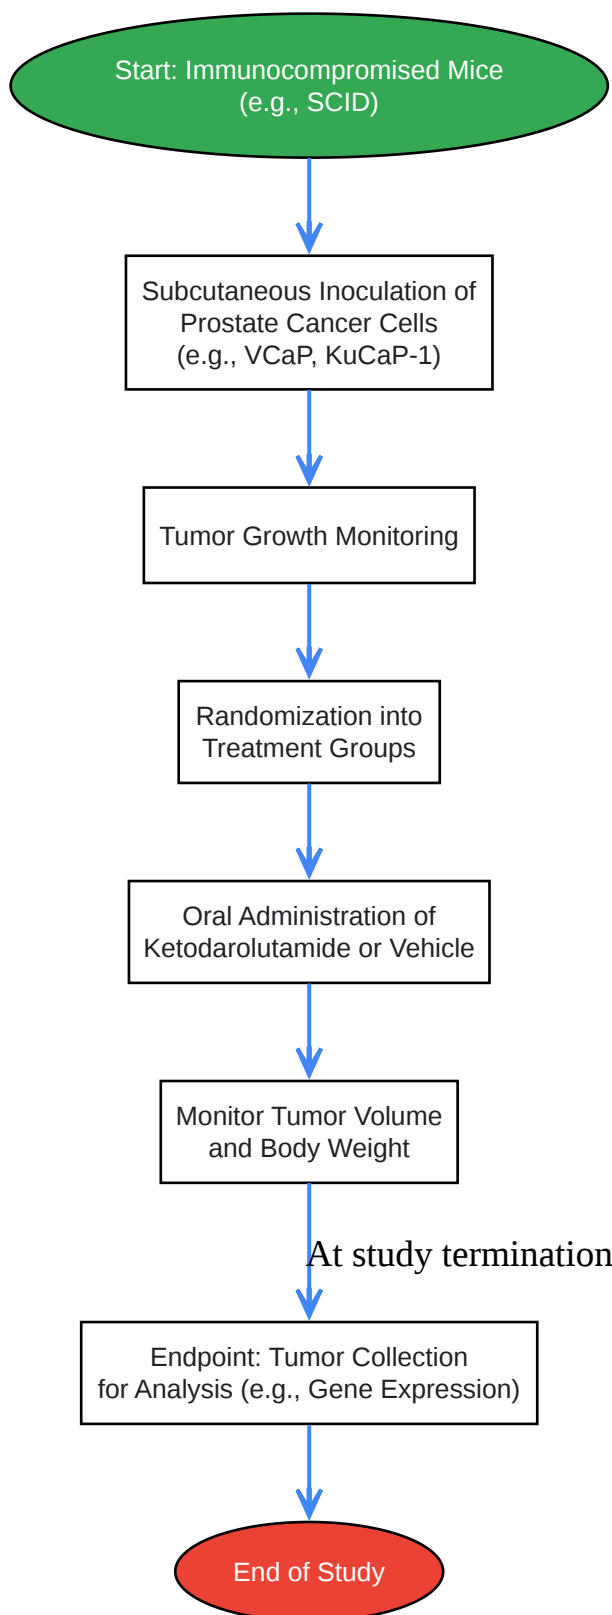 Start: Immunocompromised Mice
(e.g., SCID)
Subcutaneous Inoculation of
Prostate Cancer Cells
(e.g., VCaP, KuCaP-1)
Tumor Growth Monitoring
Randomization into
Treatment Groups
Oral Administration of
Ketodarolutamide or Vehicle
Monitor Tumor Volume
and Body Weight
At study termination
Endpoint: Tumor Collection
for Analysis (e.g., Gene Expression)
End of Study